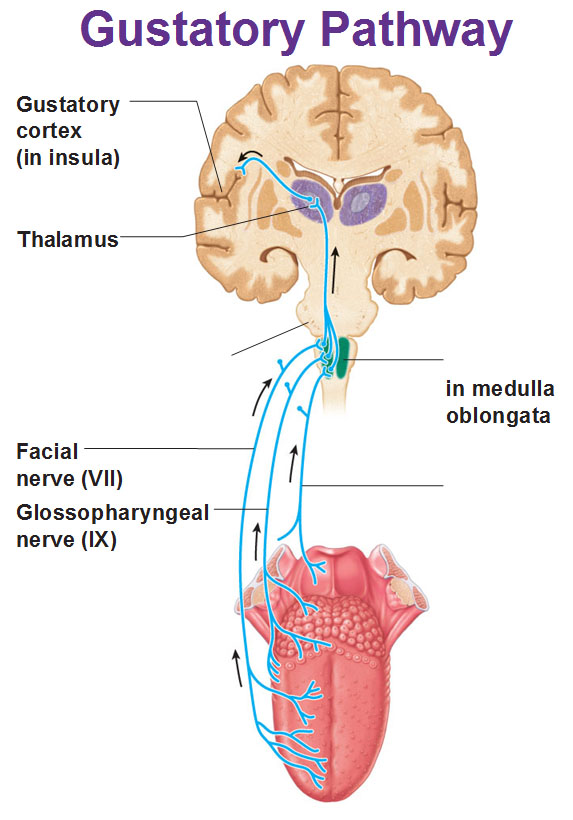 Gustatory Pathway
Gustatory
cortex
(in insula)
Thalamus
in medulla
oblongata
Facial
nerve (VII)
Glossopharyngeal
nerve (IX)